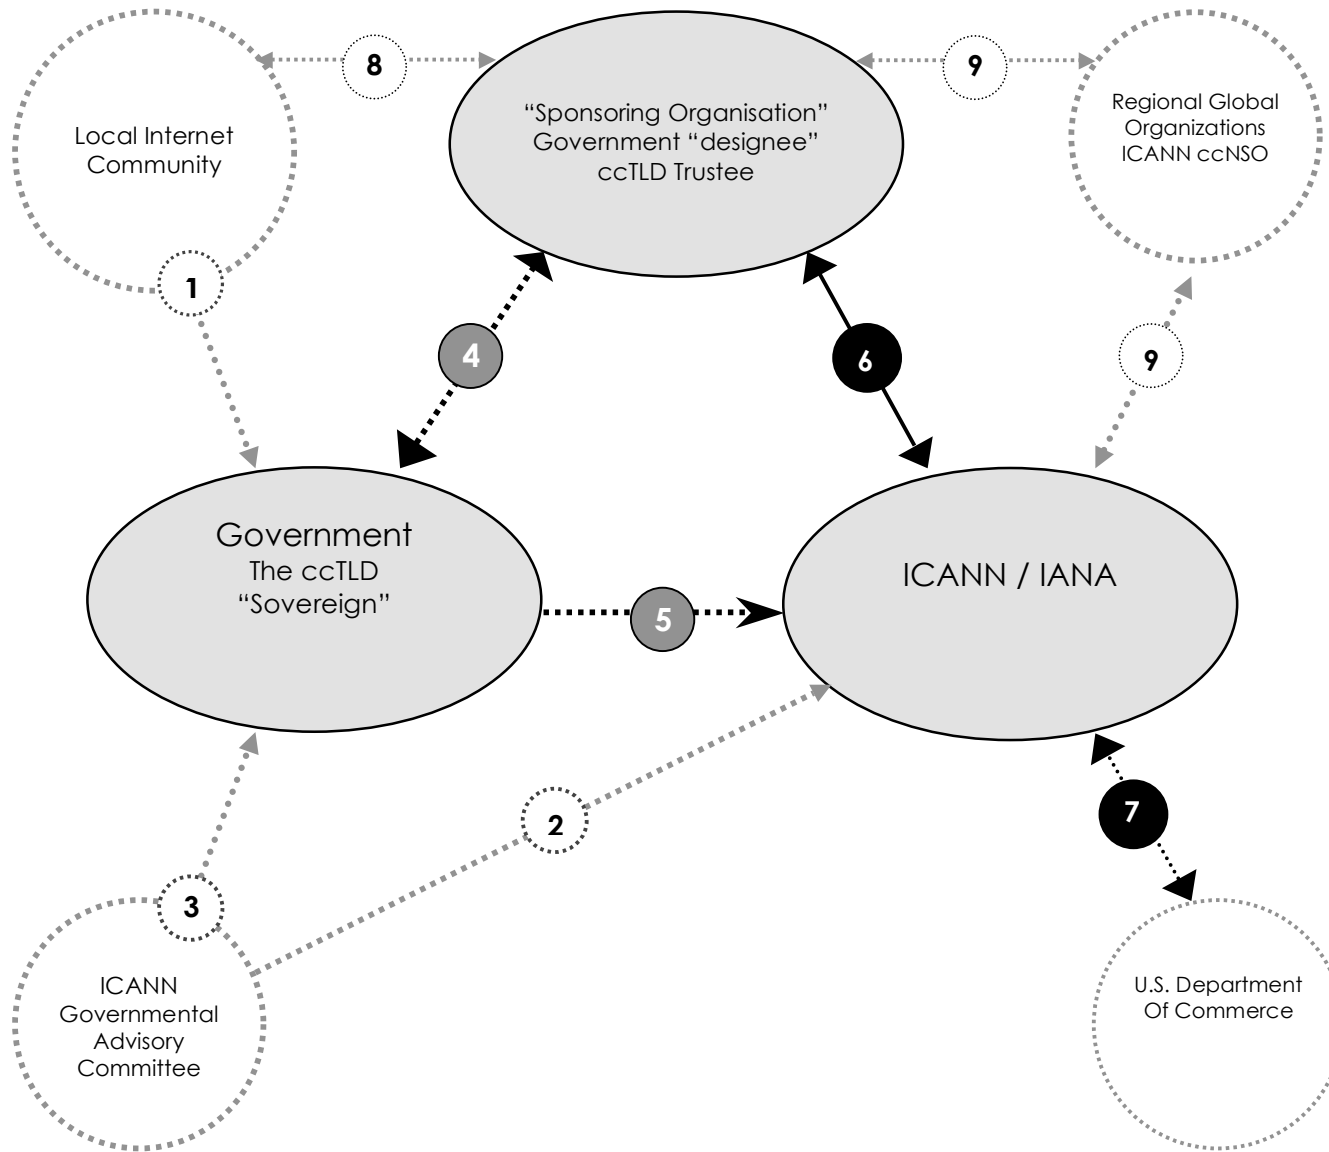 8
9
Local Internet
Community
“Sponsoring Organisation”
Government “designee”
ccTLD Trustee
Regional Global
Organizations
ICANN ccNSO
1
4
6
9
Government
The ccTLD
“Sovereign”
ICANN / IANA
5
2
7
3
ICANN
Governmental
Advisory
Committee
U.S. Department
Of Commerce